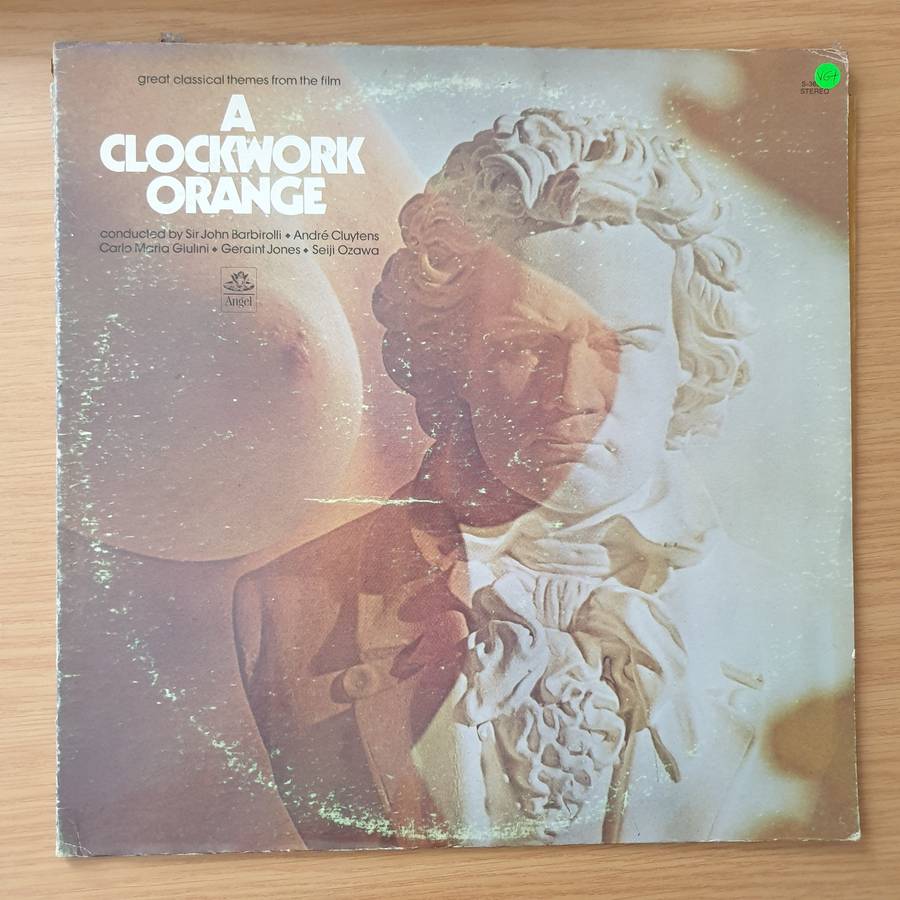 great classical themes from the film
A
CLOCKWORK
ORANGE
conducted by Sir John Barbirolli ⬥ André Cluytens
Carlo Maria Giulini ⬥ Geraint Jones ⬥ Seiji Ozawa
Angel
VG+
STEREO